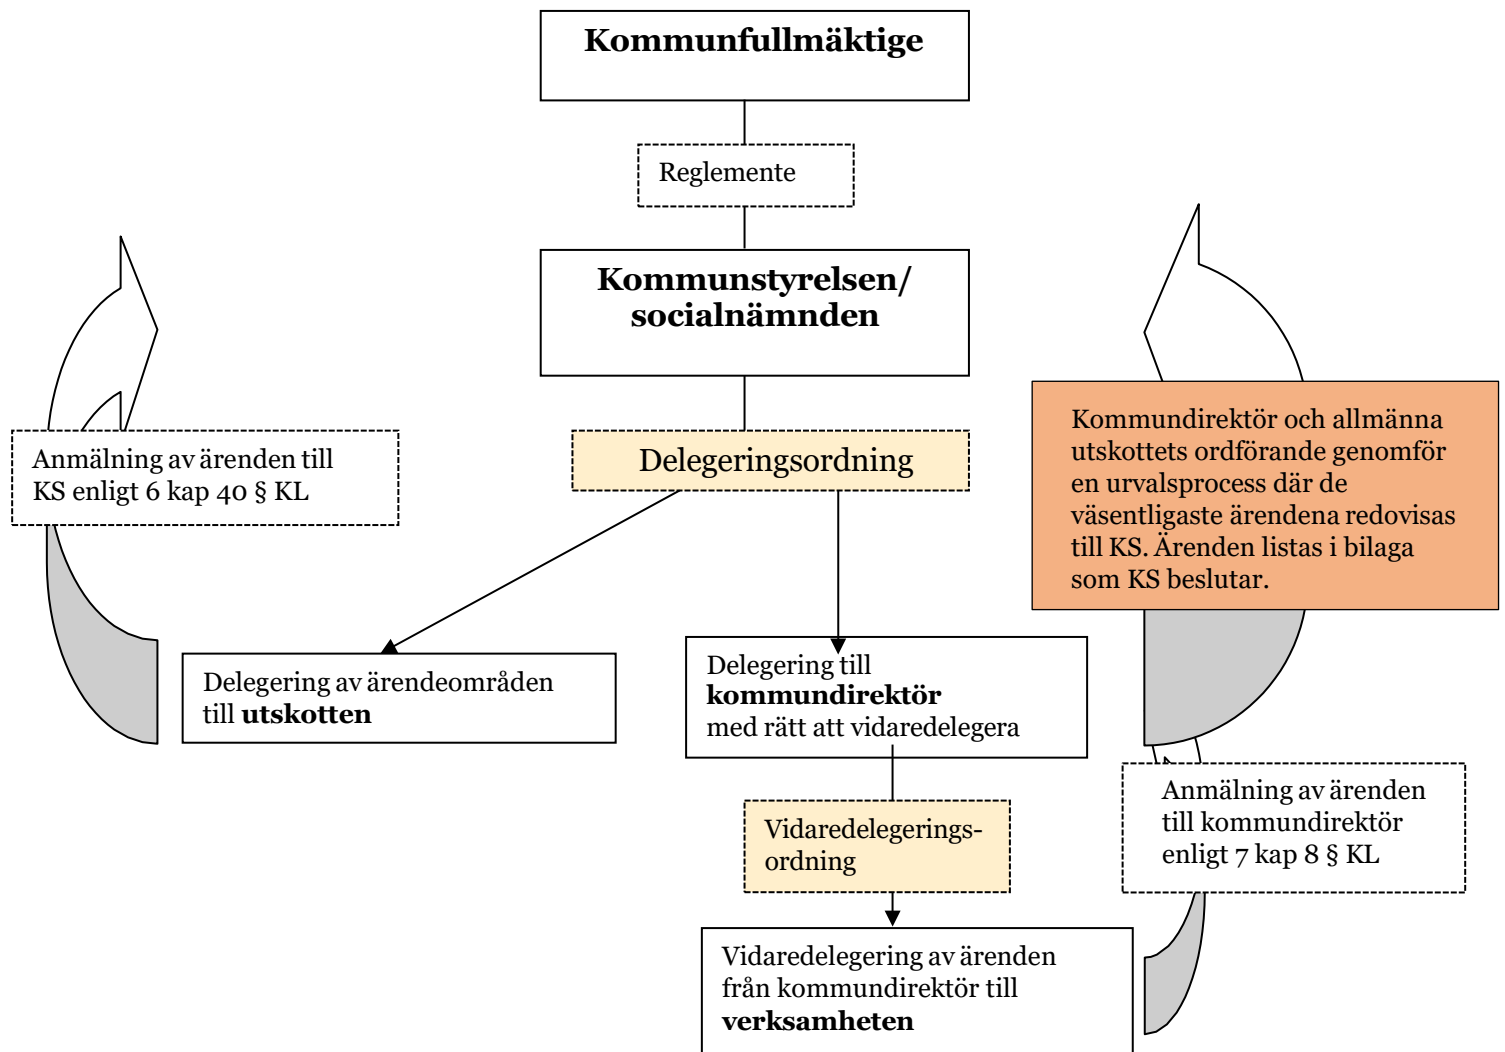 Kommunfullmäktige
Reglemente
Kommunstyrelsen/
socialnämnden
Delegeringsordning
Anmälning av ärenden till
KS enligt 6 kap 40 § KL
Kommundirektör och allmänna
utskottets ordförande genomför
en urvalsprocess där de
väsentligaste ärendena redovisas
till KS. Ärenden listas i bilaga
som KS beslutar.
Delegering av ärendeområden
till utskotten
Delegering till
kommundirektör
med rätt att vidaredelegera
Vidaredelegerings-
ordning
Anmälning av ärenden
till kommundirektör
enligt 7 kap 8 § KL
Vidaredelegering av ärenden
från kommundirektör till
verksamheten